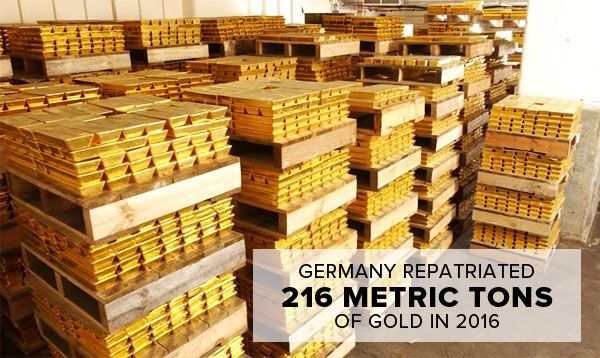 GERMANY REPATRIATED
216 METRIC TONS
OF GOLD IN 2016